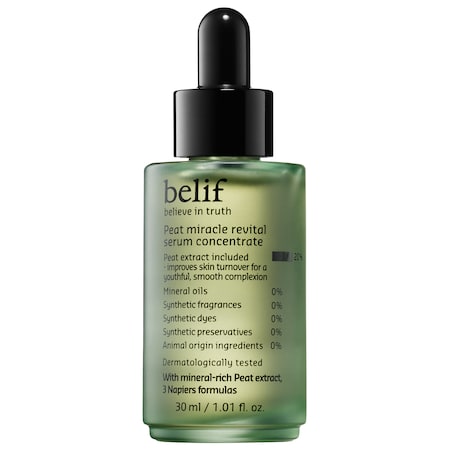 belif
believe in truth
Peat miracle revital
serum concentrate
Peat extract included 20%
-improves skin turnover for a
youthful, smooth complexion
Mineral oils 0%
Synthetic fragrances 0%
Synthetic dyes 0%
Synthetic preservatives 0%
Animal origin ingredients 0%
Dermatologically tested
With mineral-rich Peat extract,
3 Napiers formulas
30 ml / 1.01 fl. oz.